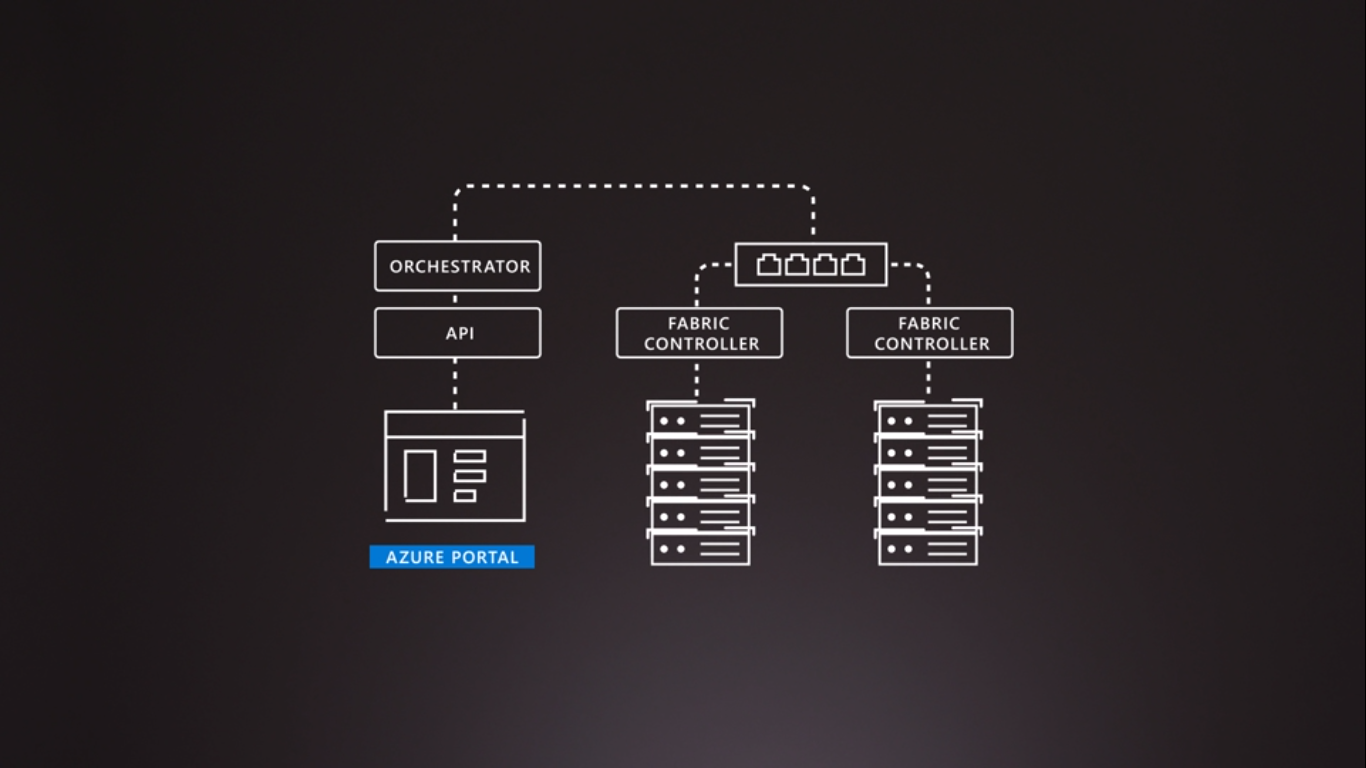 ORCHESTRATOR
API
FABRIC
CONTROLLER
FABRIC
CONTROLLER
AZURE PORTAL